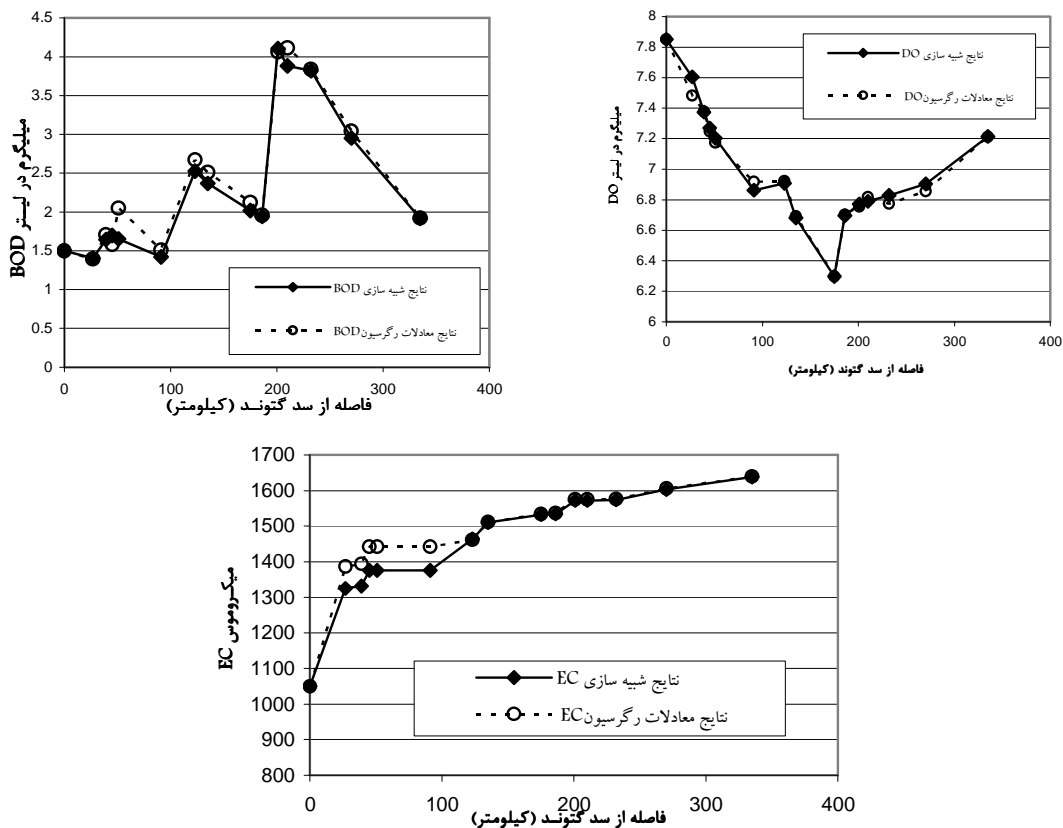 4.5
4
3.5
3
2.5
2
1.5
1
0.5
0
0 100 200 300 400
میلیگرم در لیتر BOD
نتایج شبیه سازی BOD
نتایج معادلات رگرسیونBOD
فاصله از سد گتوند (کیلومتر)
8
7.8
7.6
7.4
7.2
7
6.8
6.6
6.4
6.2
6
0 100 200 300 400
میلیگرم در لیتر DO
نتایج شبیه سازی DO
نتایج معادلات رگرسیونDO
فاصله از سد گتوند (کیلومتر)
1700
1600
1500
1400
1300
1200
1100
1000
900
800
0 100 200 300 400
میکروموس EC
نتایج شبیه سازی EC
نتایج معادلات رگرسیونEC
فاصله از سد گتوند (کیلومتر)